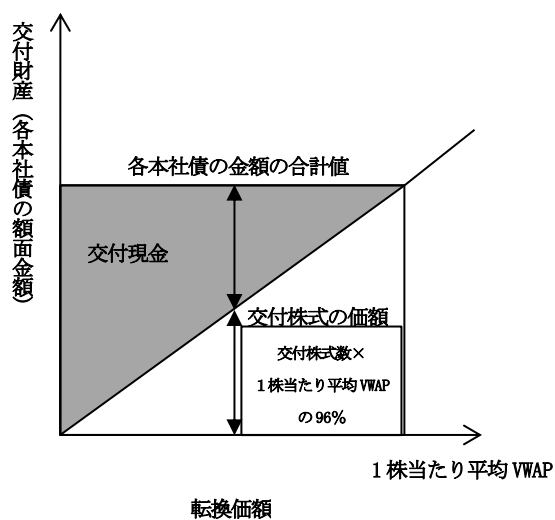 交付財産（各本社債の額面金額）
各本社債の金額の合計値
交付現金
交付株式の価額
交付株式数×
１株当たり平均VWAP
の96%
１株当たり平均VWAP
転換価額